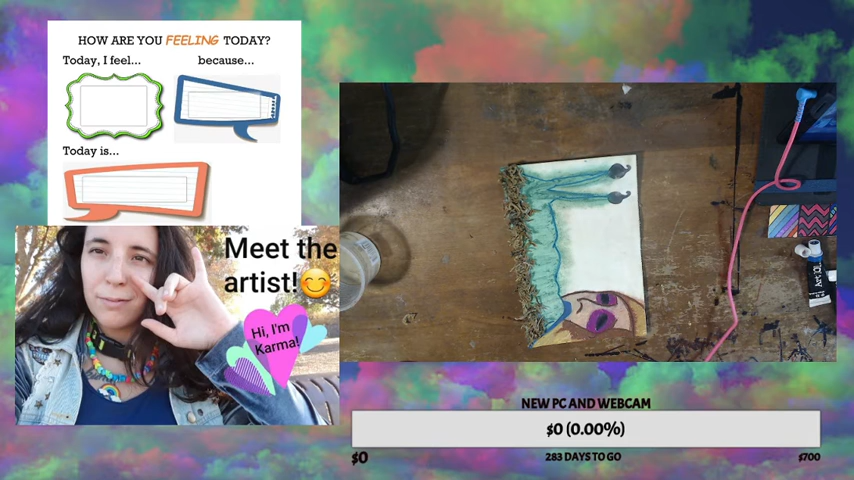 HOW ARE YOU FEELING TODAY?
Today, I feel... because...
Today is...
Meet the
artist!😊
Hi, I'm
Karma!
NEW PC AND WEBCAM
$0 (0.00%)
$0 283 DAYS TO GO $700